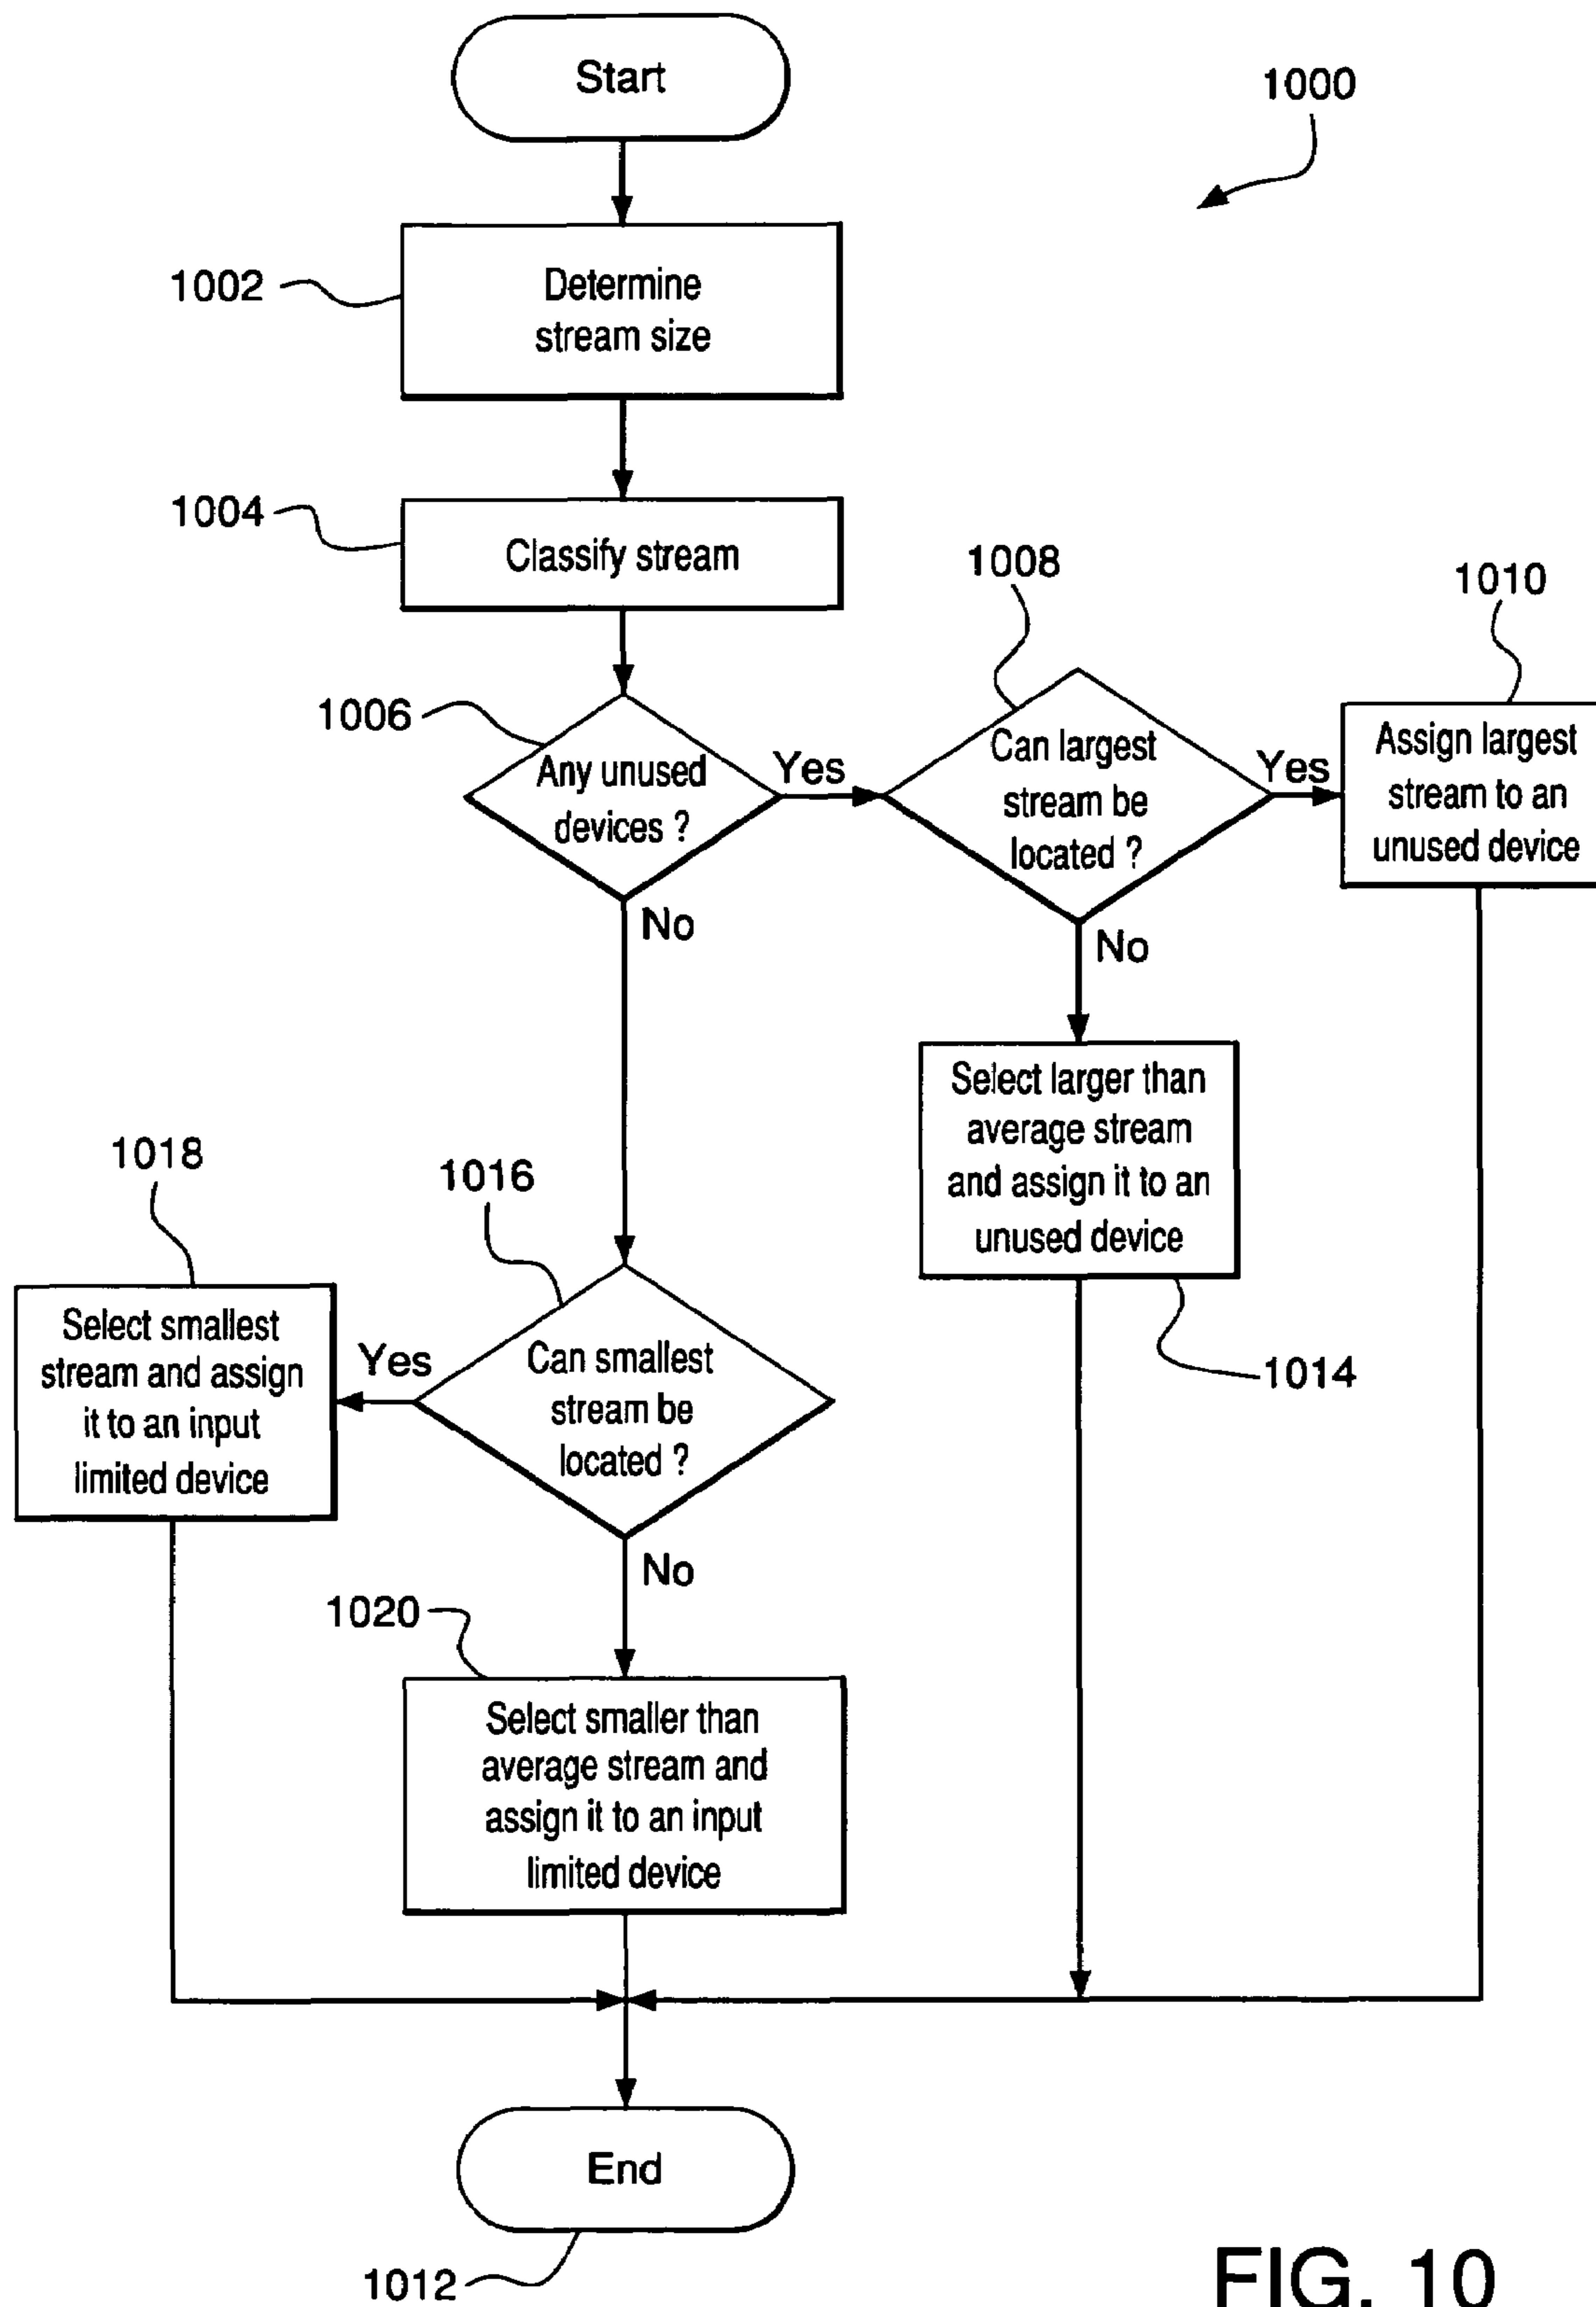 Start
1000
1002
Determine
stream size
1004
Classify stream
1008
1010
1006
Any unused
devices ?
Yes
Can largest
stream be
located ?
Yes
Assign largest
stream to an
unused device
No
No
Select larger than
average stream
and assign it to an
unused device
1014
1018
1016
Select smallest
stream and assign
it to an input
limited device
Yes
Can smallest
stream be
located ?
No
1020
Select smaller than
average stream and
assign it to an input
limited device
End
1012
FIG. 10